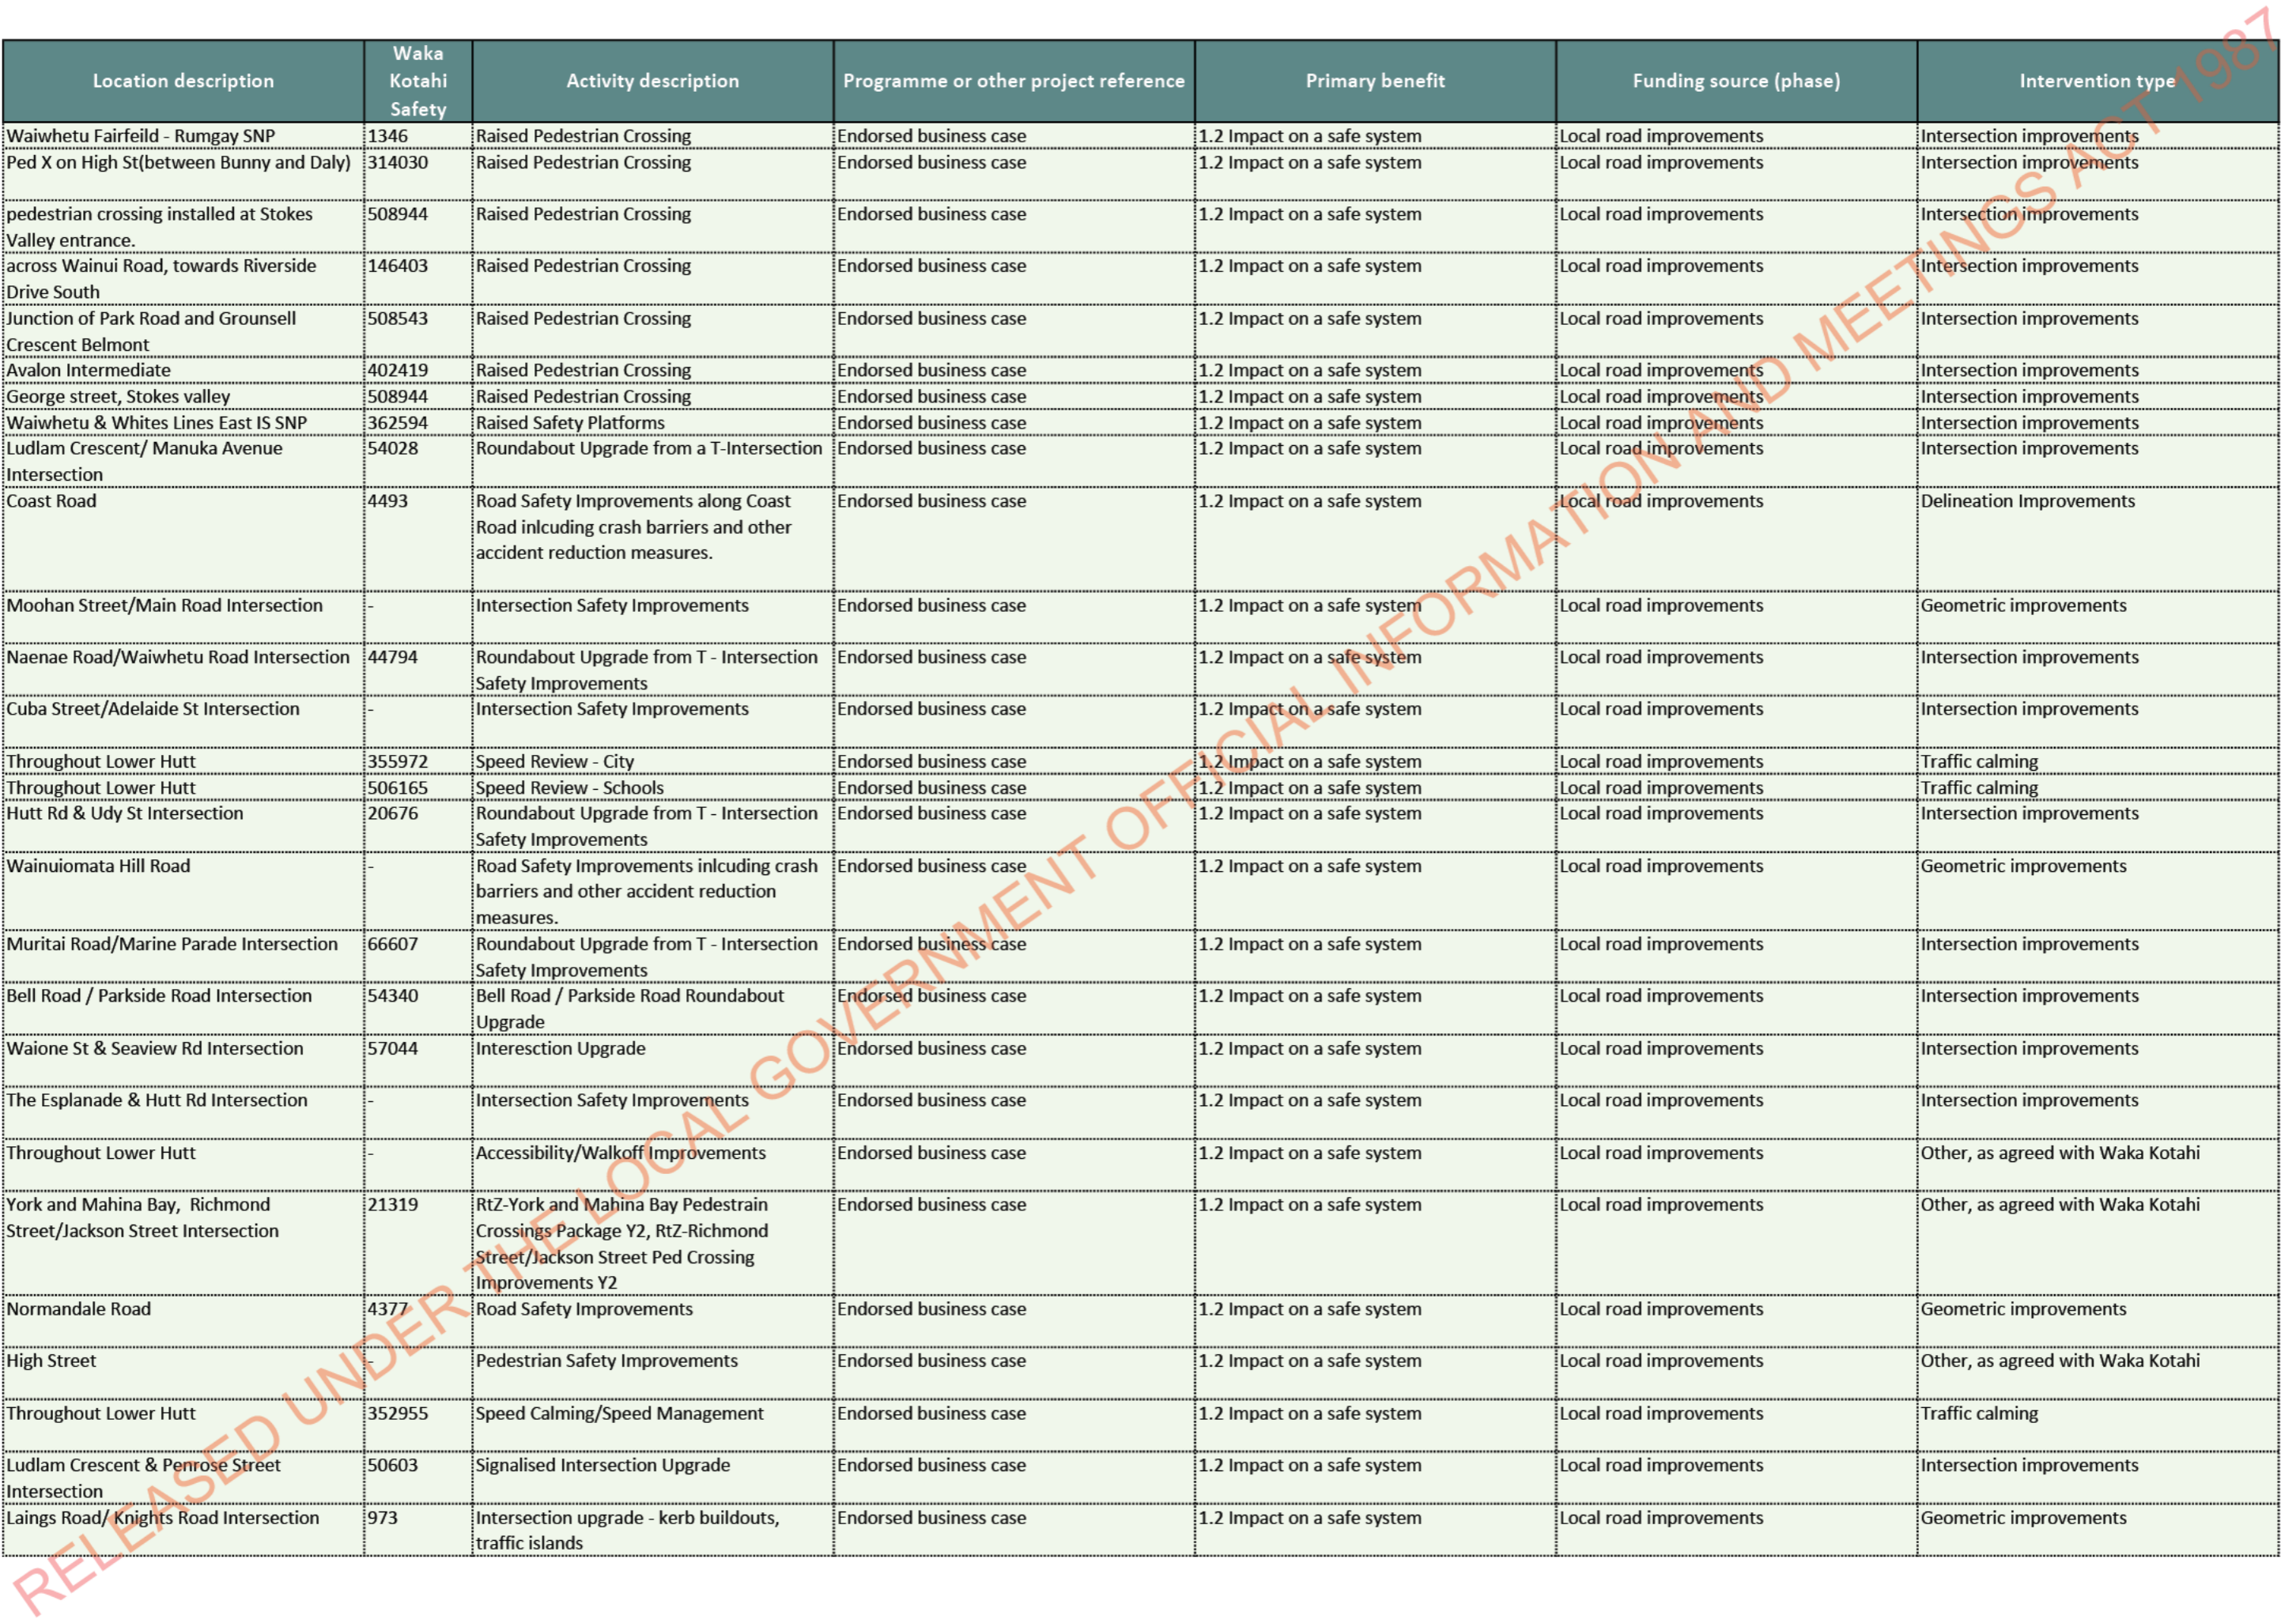 Location description Waka Kotahi Safety Activity description Programme or other project reference Primary benefit Funding source (phase) Intervention type
Waiwhetu Fairfeild - Rumgay SNP 1346 Raised Pedestrian Crossing Endorsed business case 1.2 Impact on a safe system Local road improvements Intersection improvements
Ped X on High St(between Bunny and Daly) 314030 Raised Pedestrian Crossing Endorsed business case 1.2 Impact on a safe system Local road improvements Intersection improvements
pedestrian crossing installed at Stokes Valley entrance. 508944 Raised Pedestrian Crossing Endorsed business case 1.2 Impact on a safe system Local road improvements Intersection improvements
across Wainui Road, towards Riverside Drive South 146403 Raised Pedestrian Crossing Endorsed business case 1.2 Impact on a safe system Local road improvements Intersection improvements
Junction of Park Road and Grounsell Crescent Belmont 508543 Raised Pedestrian Crossing Endorsed business case 1.2 Impact on a safe system Local road improvements Intersection improvements
Avalon Intermediate 402419 Raised Pedestrian Crossing Endorsed business case 1.2 Impact on a safe system Local road improvements Intersection improvements
George street, Stokes valley 508944 Raised Pedestrian Crossing Endorsed business case 1.2 Impact on a safe system Local road improvements Intersection improvements
Waiwhetu & Whites Lines East IS SNP 362594 Raised Safety Platforms Endorsed business case 1.2 Impact on a safe system Local road improvements Intersection improvements
Ludlam Crescent/ Manuka Avenue Intersection 54028 Roundabout Upgrade from a T-Intersection Endorsed business case 1.2 Impact on a safe system Local road improvements Intersection improvements
Coast Road 4493 Road Safety Improvements along Coast Road inlcuding crash barriers and other accident reduction measures. Endorsed business case 1.2 Impact on a safe system Local road improvements Delineation Improvements
Moohan Street/Main Road Intersection - Intersection Safety Improvements Endorsed business case 1.2 Impact on a safe system Local road improvements Geometric improvements
Naenae Road/Waiwhetu Road Intersection 44794 Roundabout Upgrade from T - Intersection Safety Improvements Endorsed business case 1.2 Impact on a safe system Local road improvements Intersection improvements
Cuba Street/Adelaide St Intersection - Intersection Safety Improvements Endorsed business case 1.2 Impact on a safe system Local road improvements Intersection improvements
Throughout Lower Hutt 355972 Speed Review - City Endorsed business case 1.2 Impact on a safe system Local road improvements Traffic calming
Throughout Lower Hutt 506165 Speed Review - Schools Endorsed business case 1.2 Impact on a safe system Local road improvements Traffic calming
Hutt Rd & Udy St Intersection 20676 Roundabout Upgrade from T - Intersection Safety Improvements Endorsed business case 1.2 Impact on a safe system Local road improvements Intersection improvements
Wainuiomata Hill Road - Road Safety Improvements inlcuding crash barriers and other accident reduction measures. Endorsed business case 1.2 Impact on a safe system Local road improvements Geometric improvements
Muritai Road/Marine Parade Intersection 66607 Roundabout Upgrade from T - Intersection Safety Improvements Endorsed business case 1.2 Impact on a safe system Local road improvements Intersection improvements
Bell Road / Parkside Road Intersection 54340 Bell Road / Parkside Road Roundabout Upgrade Endorsed business case 1.2 Impact on a safe system Local road improvements Intersection improvements
Waione St & Seaview Rd Intersection 57044 Interesction Upgrade Endorsed business case 1.2 Impact on a safe system Local road improvements Intersection improvements
The Esplanade & Hutt Rd Intersection - Intersection Safety Improvements Endorsed business case 1.2 Impact on a safe system Local road improvements Intersection improvements
Throughout Lower Hutt - Accessibility/Walkoff Improvements Endorsed business case 1.2 Impact on a safe system Local road improvements Other, as agreed with Waka Kotahi
York and Mahina Bay, Richmond Street/Jackson Street Intersection 21319 RtZ-York and Mahina Bay Pedestrain Crossings Package Y2, RtZ-Richmond Street/Jackson Street Ped Crossing Improvements Y2 Endorsed business case 1.2 Impact on a safe system Local road improvements Other, as agreed with Waka Kotahi
Normandale Road 4377 Road Safety Improvements Endorsed business case 1.2 Impact on a safe system Local road improvements Geometric improvements
High Street - Pedestrian Safety Improvements Endorsed business case 1.2 Impact on a safe system Local road improvements Other, as agreed with Waka Kotahi
Throughout Lower Hutt 352955 Speed Calming/Speed Management Endorsed business case 1.2 Impact on a safe system Local road improvements Traffic calming
Ludlam Crescent & Penrose Street Intersection 50603 Signalised Intersection Upgrade Endorsed business case 1.2 Impact on a safe system Local road improvements Intersection improvements
Laings Road/ Knights Road Intersection 973 Intersection upgrade - kerb buildouts, traffic islands Endorsed business case 1.2 Impact on a safe system Local road improvements Geometric improvements
RELEASED UNDER THE LOCAL GOVERNMENT OFFICIAL INFORMATION AND MEETINGS ACT 1987